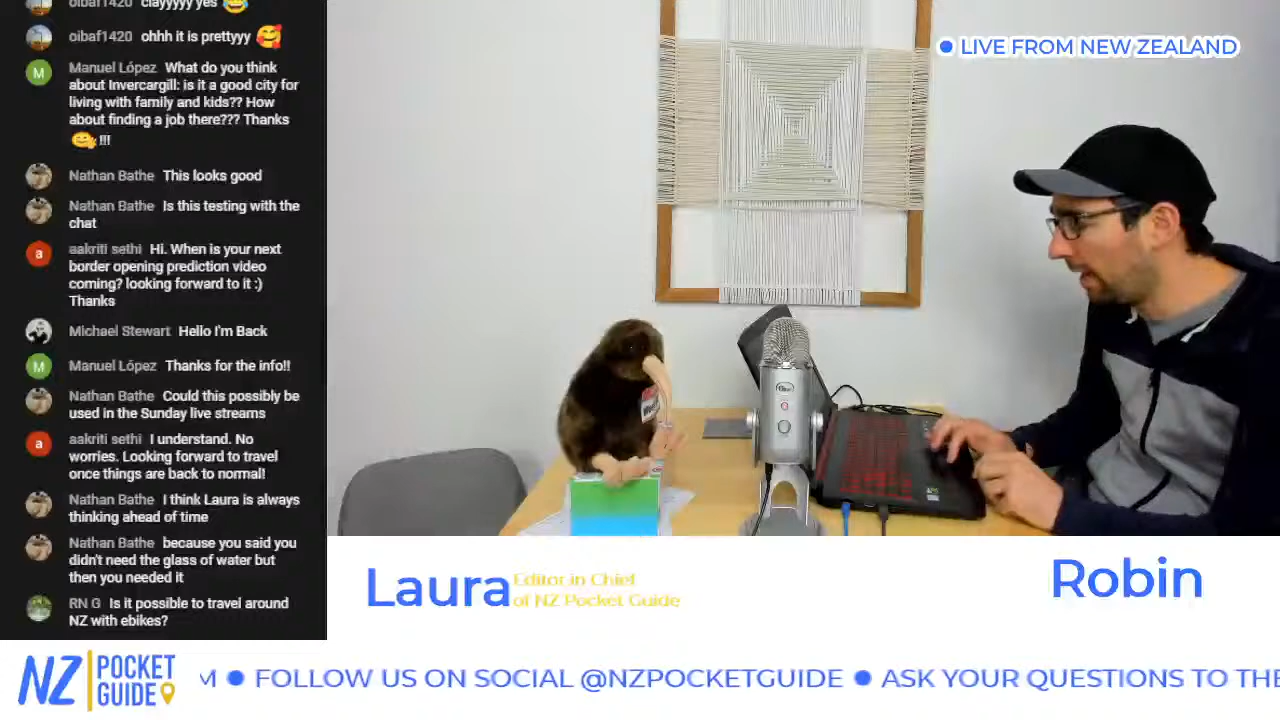 oibaf1420 clayyyyy yes
oibaf1420 ohhh it is prettyyy
M
Manuel López What do you think
about Invercargill: is it a good city for
living with family and kids?? How
about finding a job there??? Thanks
!!!
Nathan Bathe This looks good
Nathan Bathe Is this testing with the
chat
a
aakriti sethi Hi. When is your next
border opening prediction video
coming? looking forward to it :)
Thanks
Michael Stewart Hello I'm Back
M
Manuel López Thanks for the info!!
Nathan Bathe Could this possibly be
used in the Sunday live streams
a
aakriti sethi I understand. No
worries. Looking forward to travel
once things are back to normal!
Nathan Bathe I think Laura is always
thinking ahead of time
Nathan Bathe because you said you
didn't need the glass of water but
then you needed it
RN G Is it possible to travel around
NZ with ebikes?
LIVE FROM NEW ZEALAND
Laura
Editor in Chief
of NZ Pocket Guide
Robin
NZ POCKET
GUIDE
M ● FOLLOW US ON SOCIAL @NZPOCKETGUIDE ● ASK YOUR QUESTIONS TO THE